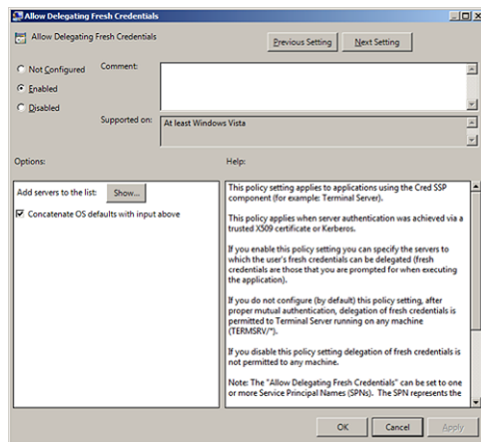 Allow Delegating Fresh Credentials
Allow Delegating Fresh Credentials
Previous Setting
Next Setting
Not Configured
Comment:
Enabled
Disabled
Supported on:
At least Windows Vista
Options:
Help:
Add servers to the list:
Show...
Concatenate OS defaults with input above
This policy setting applies to applications using the Cred SSP
component (for example: Terminal Server).
This policy applies when server authentication was achieved via a
trusted X509 certificate or Kerberos.
If you enable this policy setting you can specify the servers to
which the user's fresh credentials can be delegated (fresh
credentials are those that you are prompted for when executing
the application).
If you do not configure (by default) this policy setting, after
proper mutual authentication, delegation of fresh credentials is
permitted to Terminal Server running on any machine
(TERMSRV/*).
If you disable this policy setting delegation of fresh credentials is
not permitted to any machine.
Note: The "Allow Delegating Fresh Credentials" can be set to one
or more Service Principal Names (SPNs). The SPN represents the
OK
Cancel
Apply